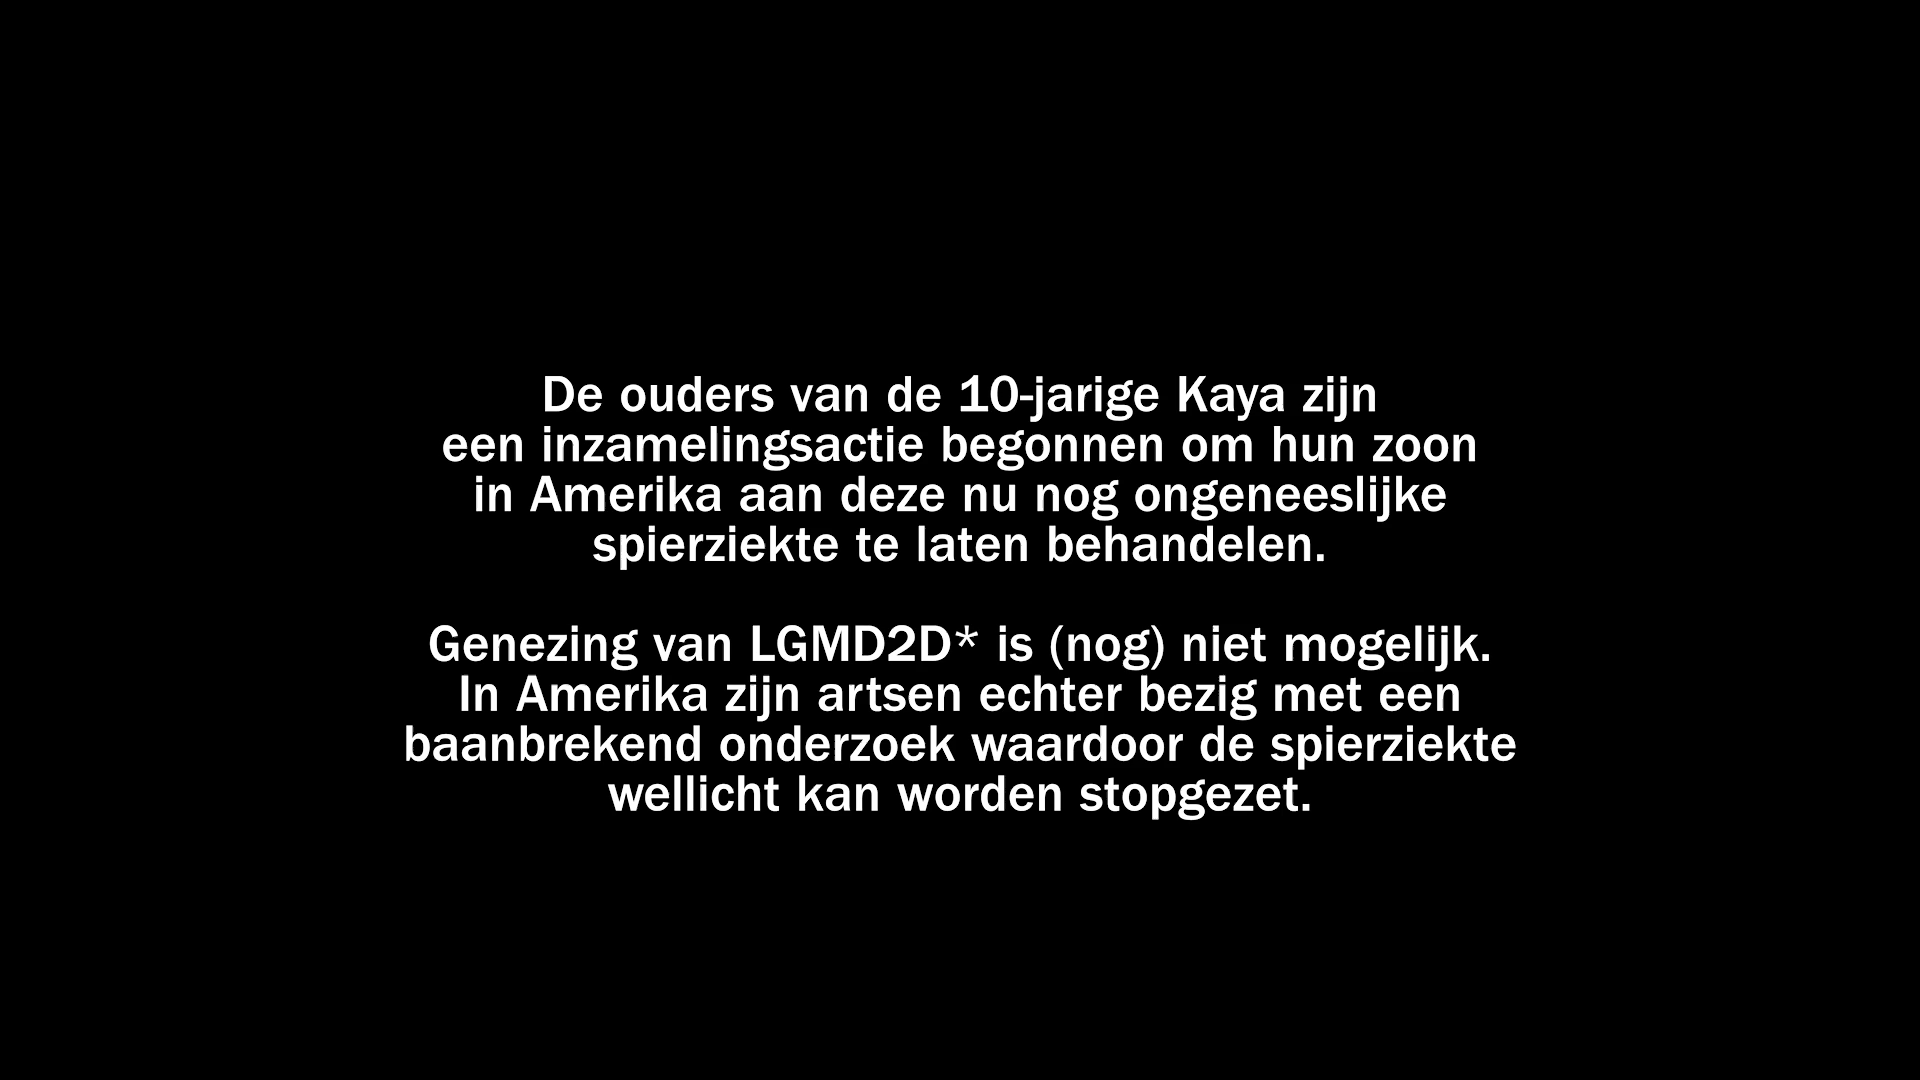 De ouders van de 10-jarige Kaya zijn
een inzamelingsactie begonnen om hun zoon
in Amerika aan deze nu nog ongeneeslijke
spierziekte te laten behandelen.
Genezing van LGMD2D* is (nog) niet mogelijk.
In Amerika zijn artsen echter bezig met een
baanbrekend onderzoek waardoor de spierziekte
wellicht kan worden stopgezet.